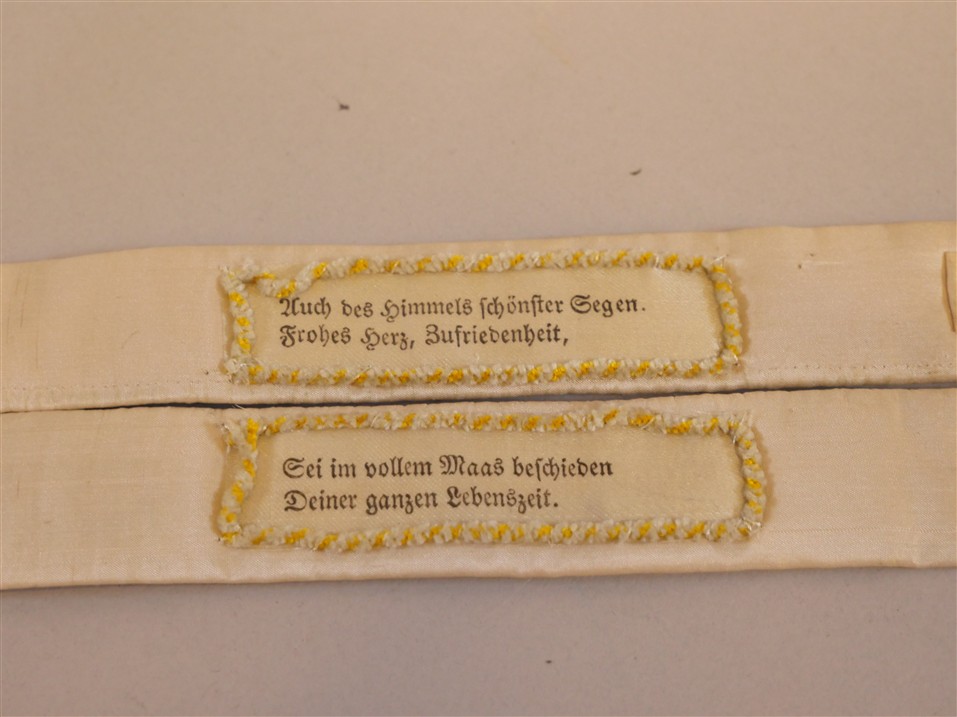 Auch des Himmels schönster Segen.
Frohes Herz, Zufriedenheit,
Sei im vollem Maas beschieden
Deiner ganzen Lebenszeit.